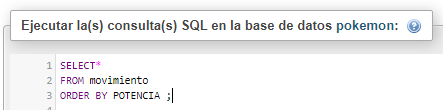 Ejecutar la(s) consulta(s) SQL en la base de datos pokemon:
1 SELECT*
2 FROM movimiento
3 ORDER BY POTENCIA ;